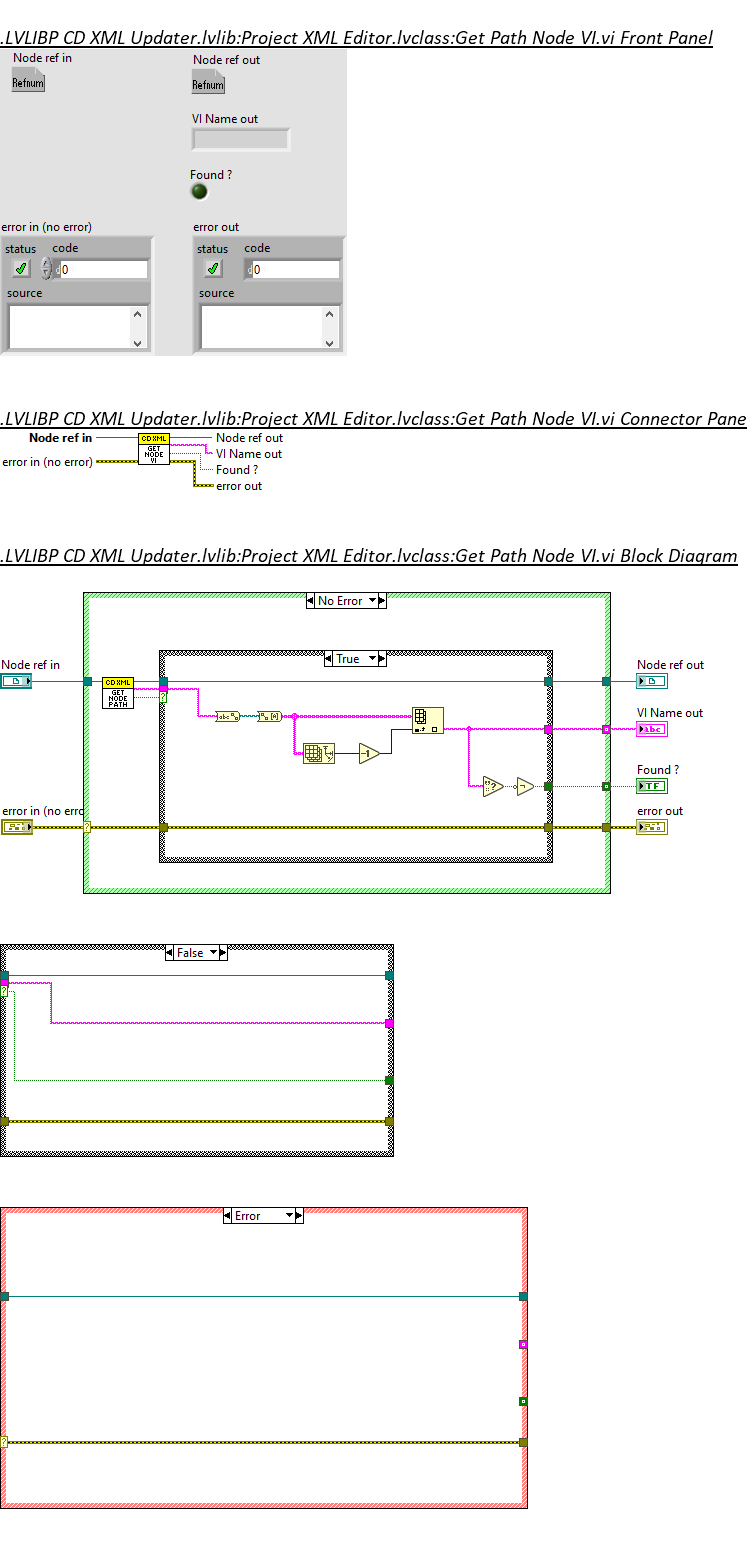 .LVLIBP CD XML Updater.lvlib:Project XML Editor.lvclass:Get Path Node VI.vi Front Panel
Node ref in
Node ref out
Refnum
Refnum
VI Name out
Found ?
error in (no error)
error out
status code
status code
d 0
d 0
source
source
.LVLIBP CD XML Updater.lvlib:Project XML Editor.lvclass:Get Path Node VI.vi Connector Pane
Node ref in
CD XML
GET
NODE
VI
Node ref out
VI Name out
error in (no error)
Found ?
error out
.LVLIBP CD XML Updater.lvlib:Project XML Editor.lvclass:Get Path Node VI.vi Block Diagram
No Error
True
Node ref in
Node ref out
CD XML
GET
NODE
PATH
?
abc
VI Name out
abc
-1
Found ?
?
TF
error in (no erro
error out
?
False
?
Error
?